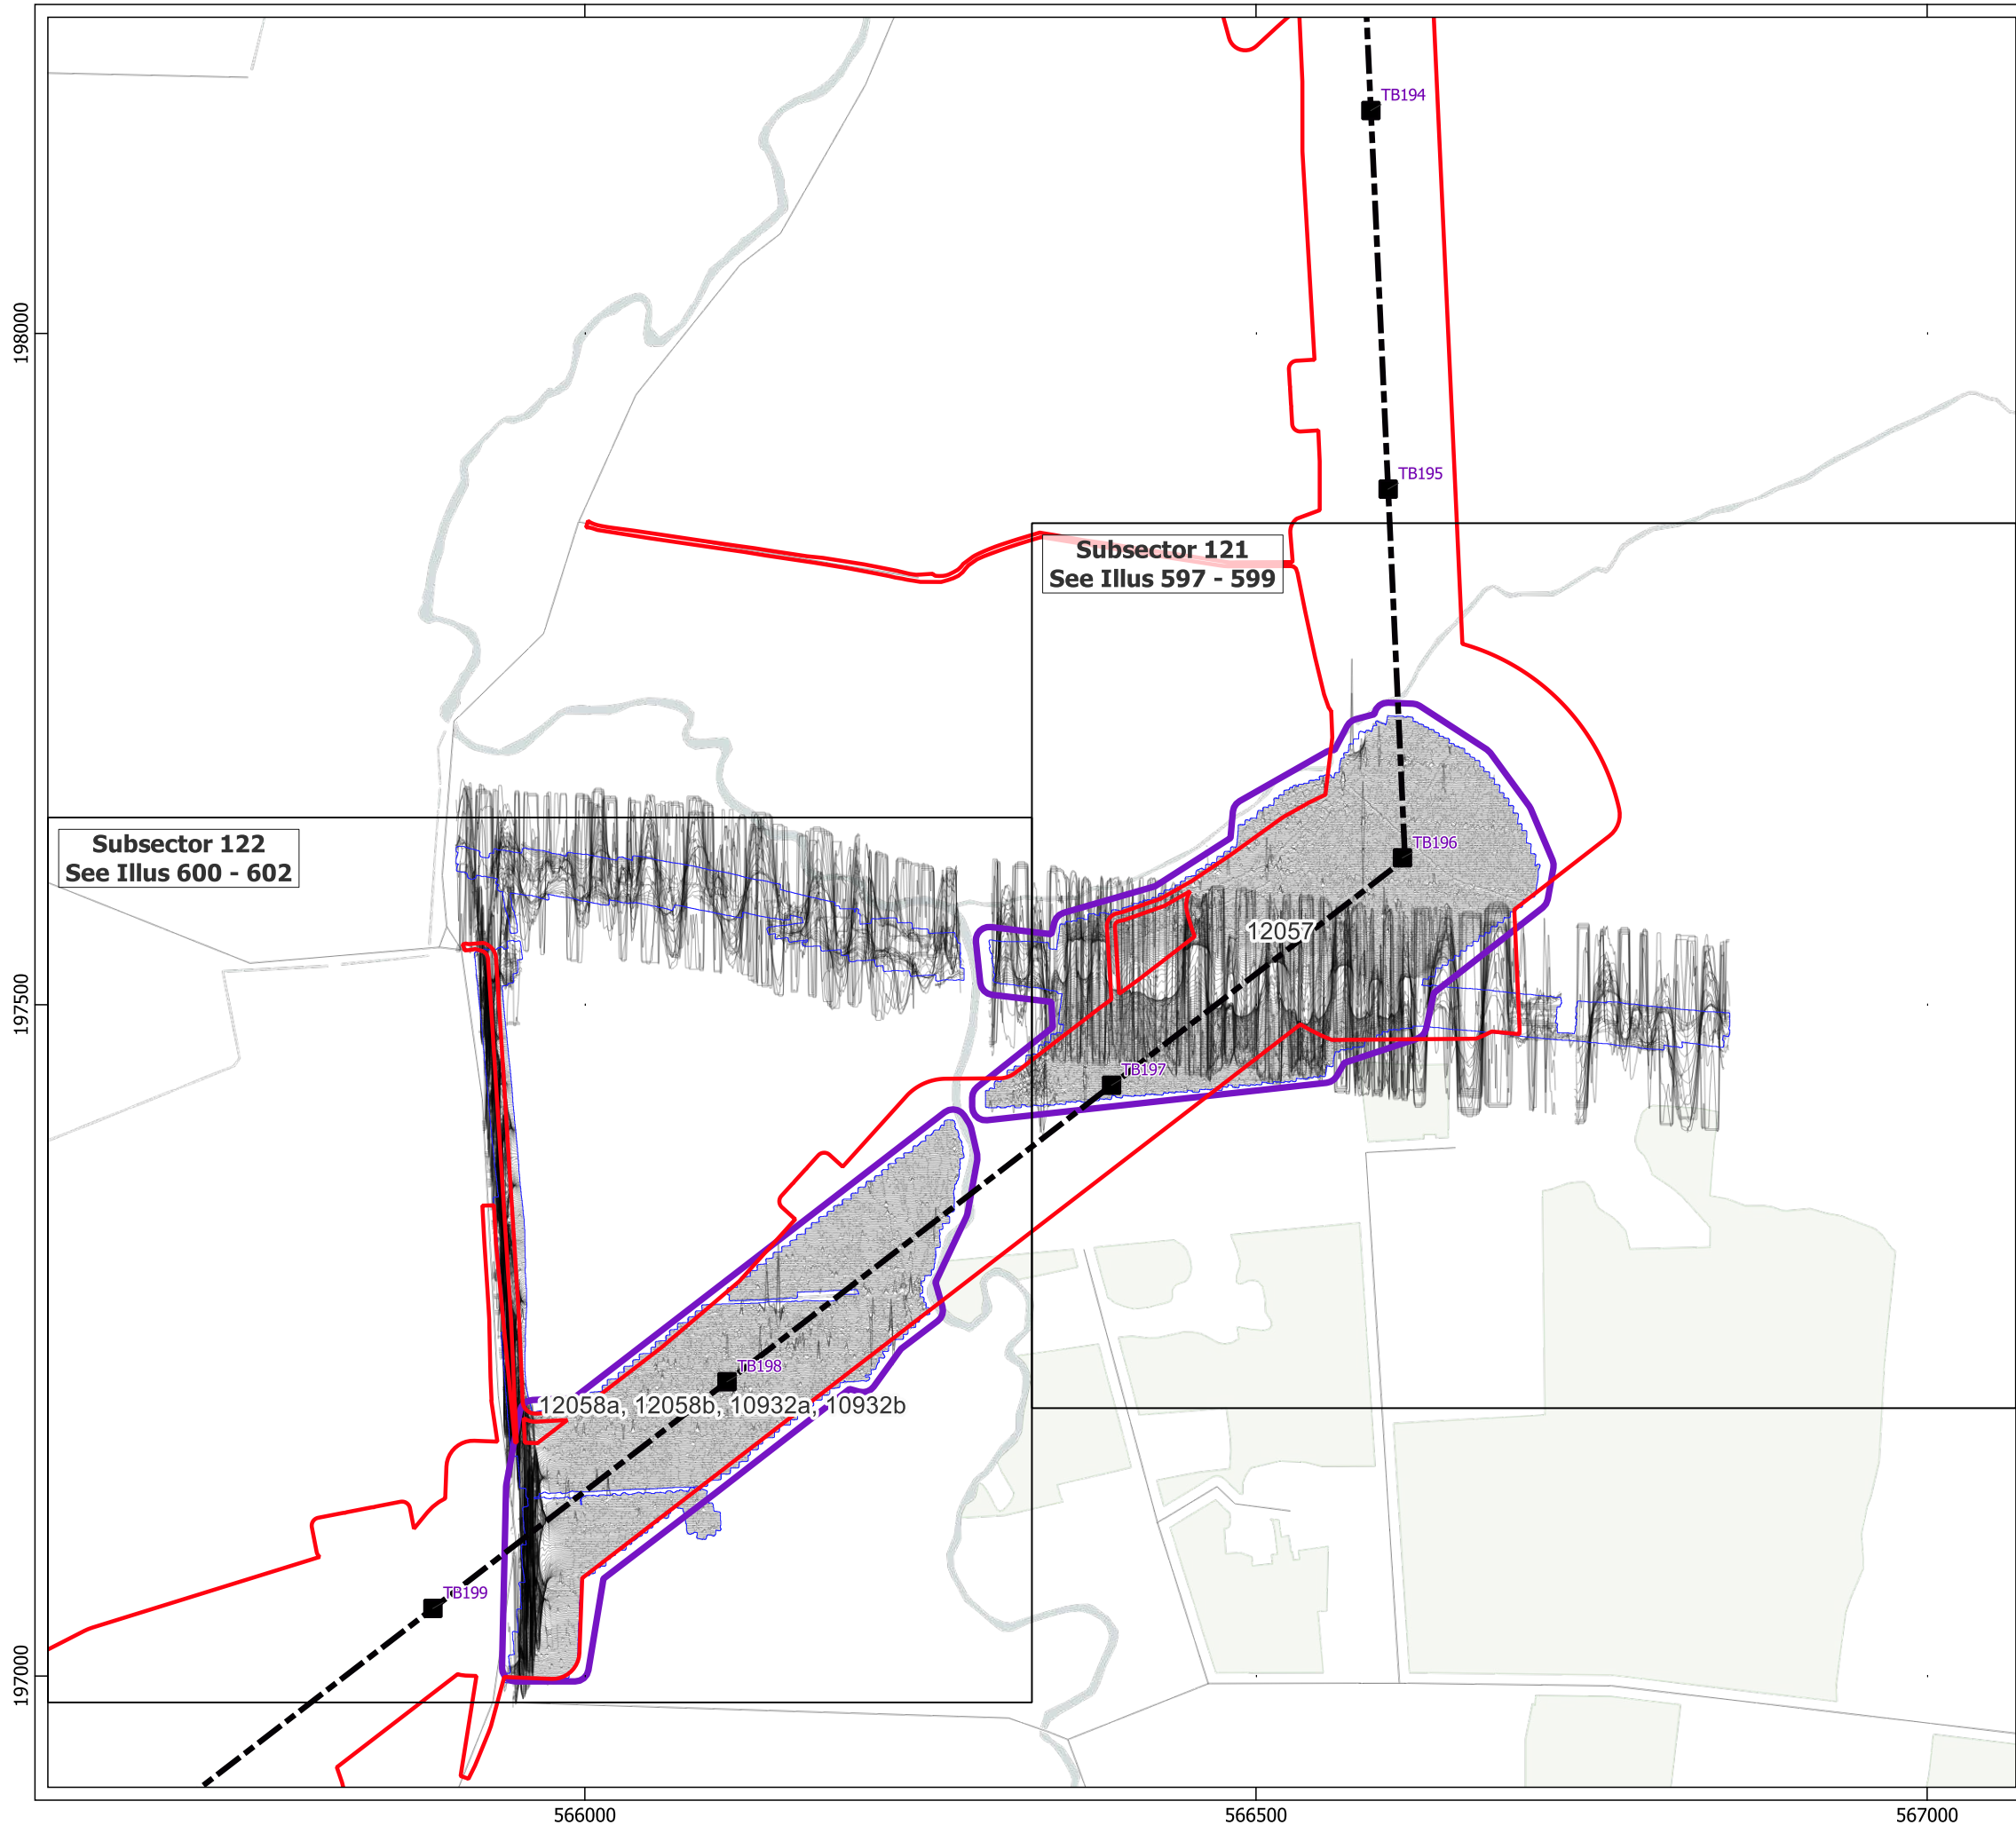 TB194
198000
TB195
Subsector 121
See Illus 597 - 599
Subsector 122
See Illus 600 - 602
TB196
12057
197500
TB197
TB198
12058a, 12058b, 10932a, 10932b
TB199
197000
566000
566500
567000